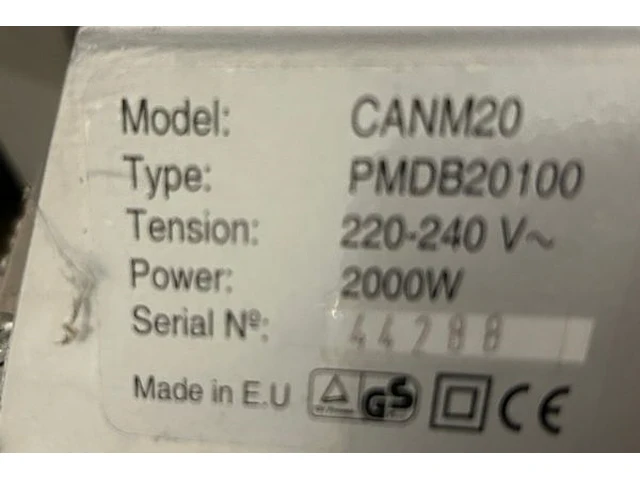 Model: CANM20
Type: PMDB20100
Tension: 220-240 V~
Power: 2000W
Serial Nº: 44288
Made in E.U GS CE